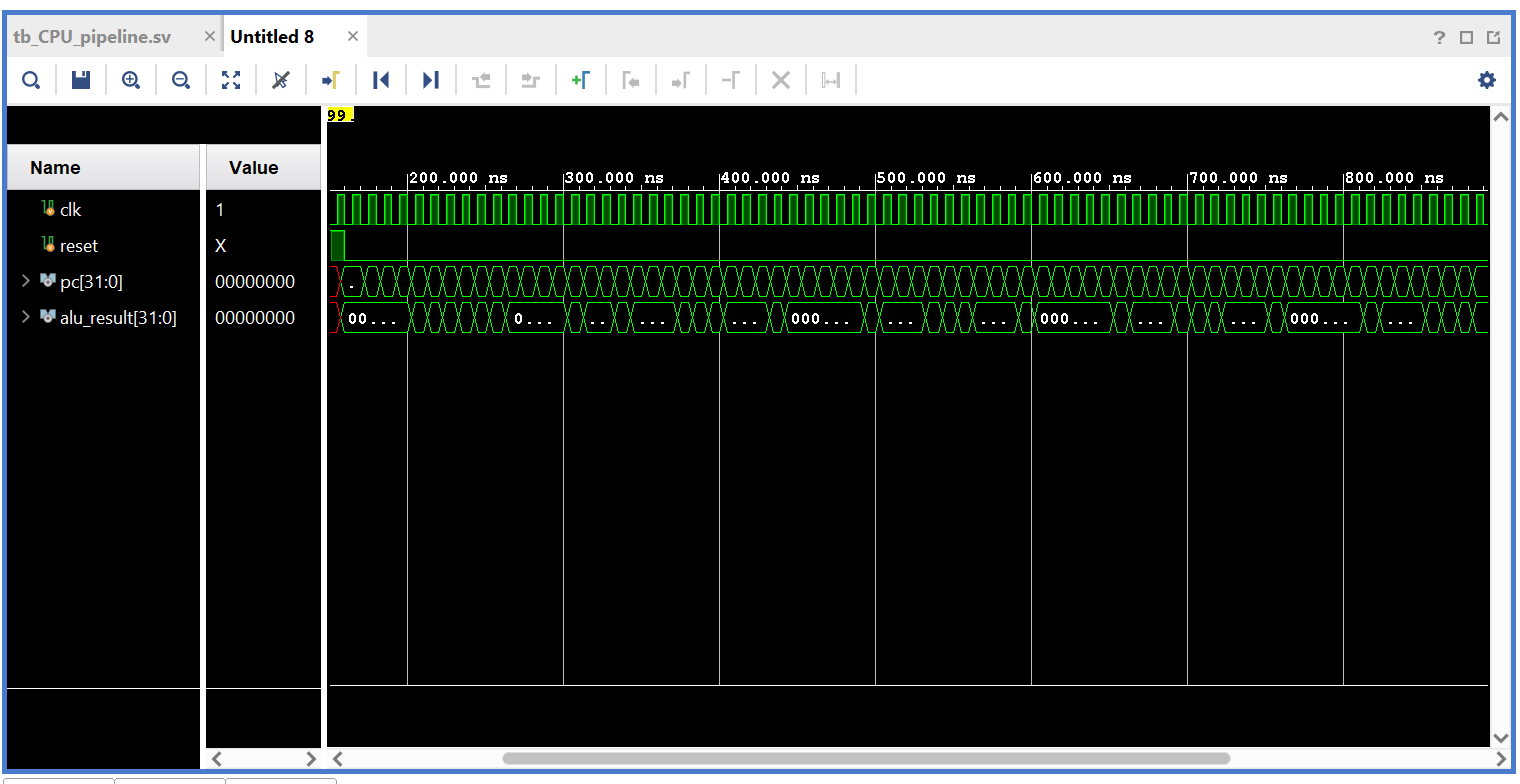 tb_CPU_pipeline.sv
Untitled 8
99.
Name
Value
200.000 ns
300.000 ns
400.000 ns
500.000 ns
600.000 ns
700.000 ns
800.000 ns
clk
1
reset
X
pc[31:0]
00000000
.
alu_result[31:0]
00000000
00... 0... .. ... ... 000... ... ... 000... ... ... 000... ...